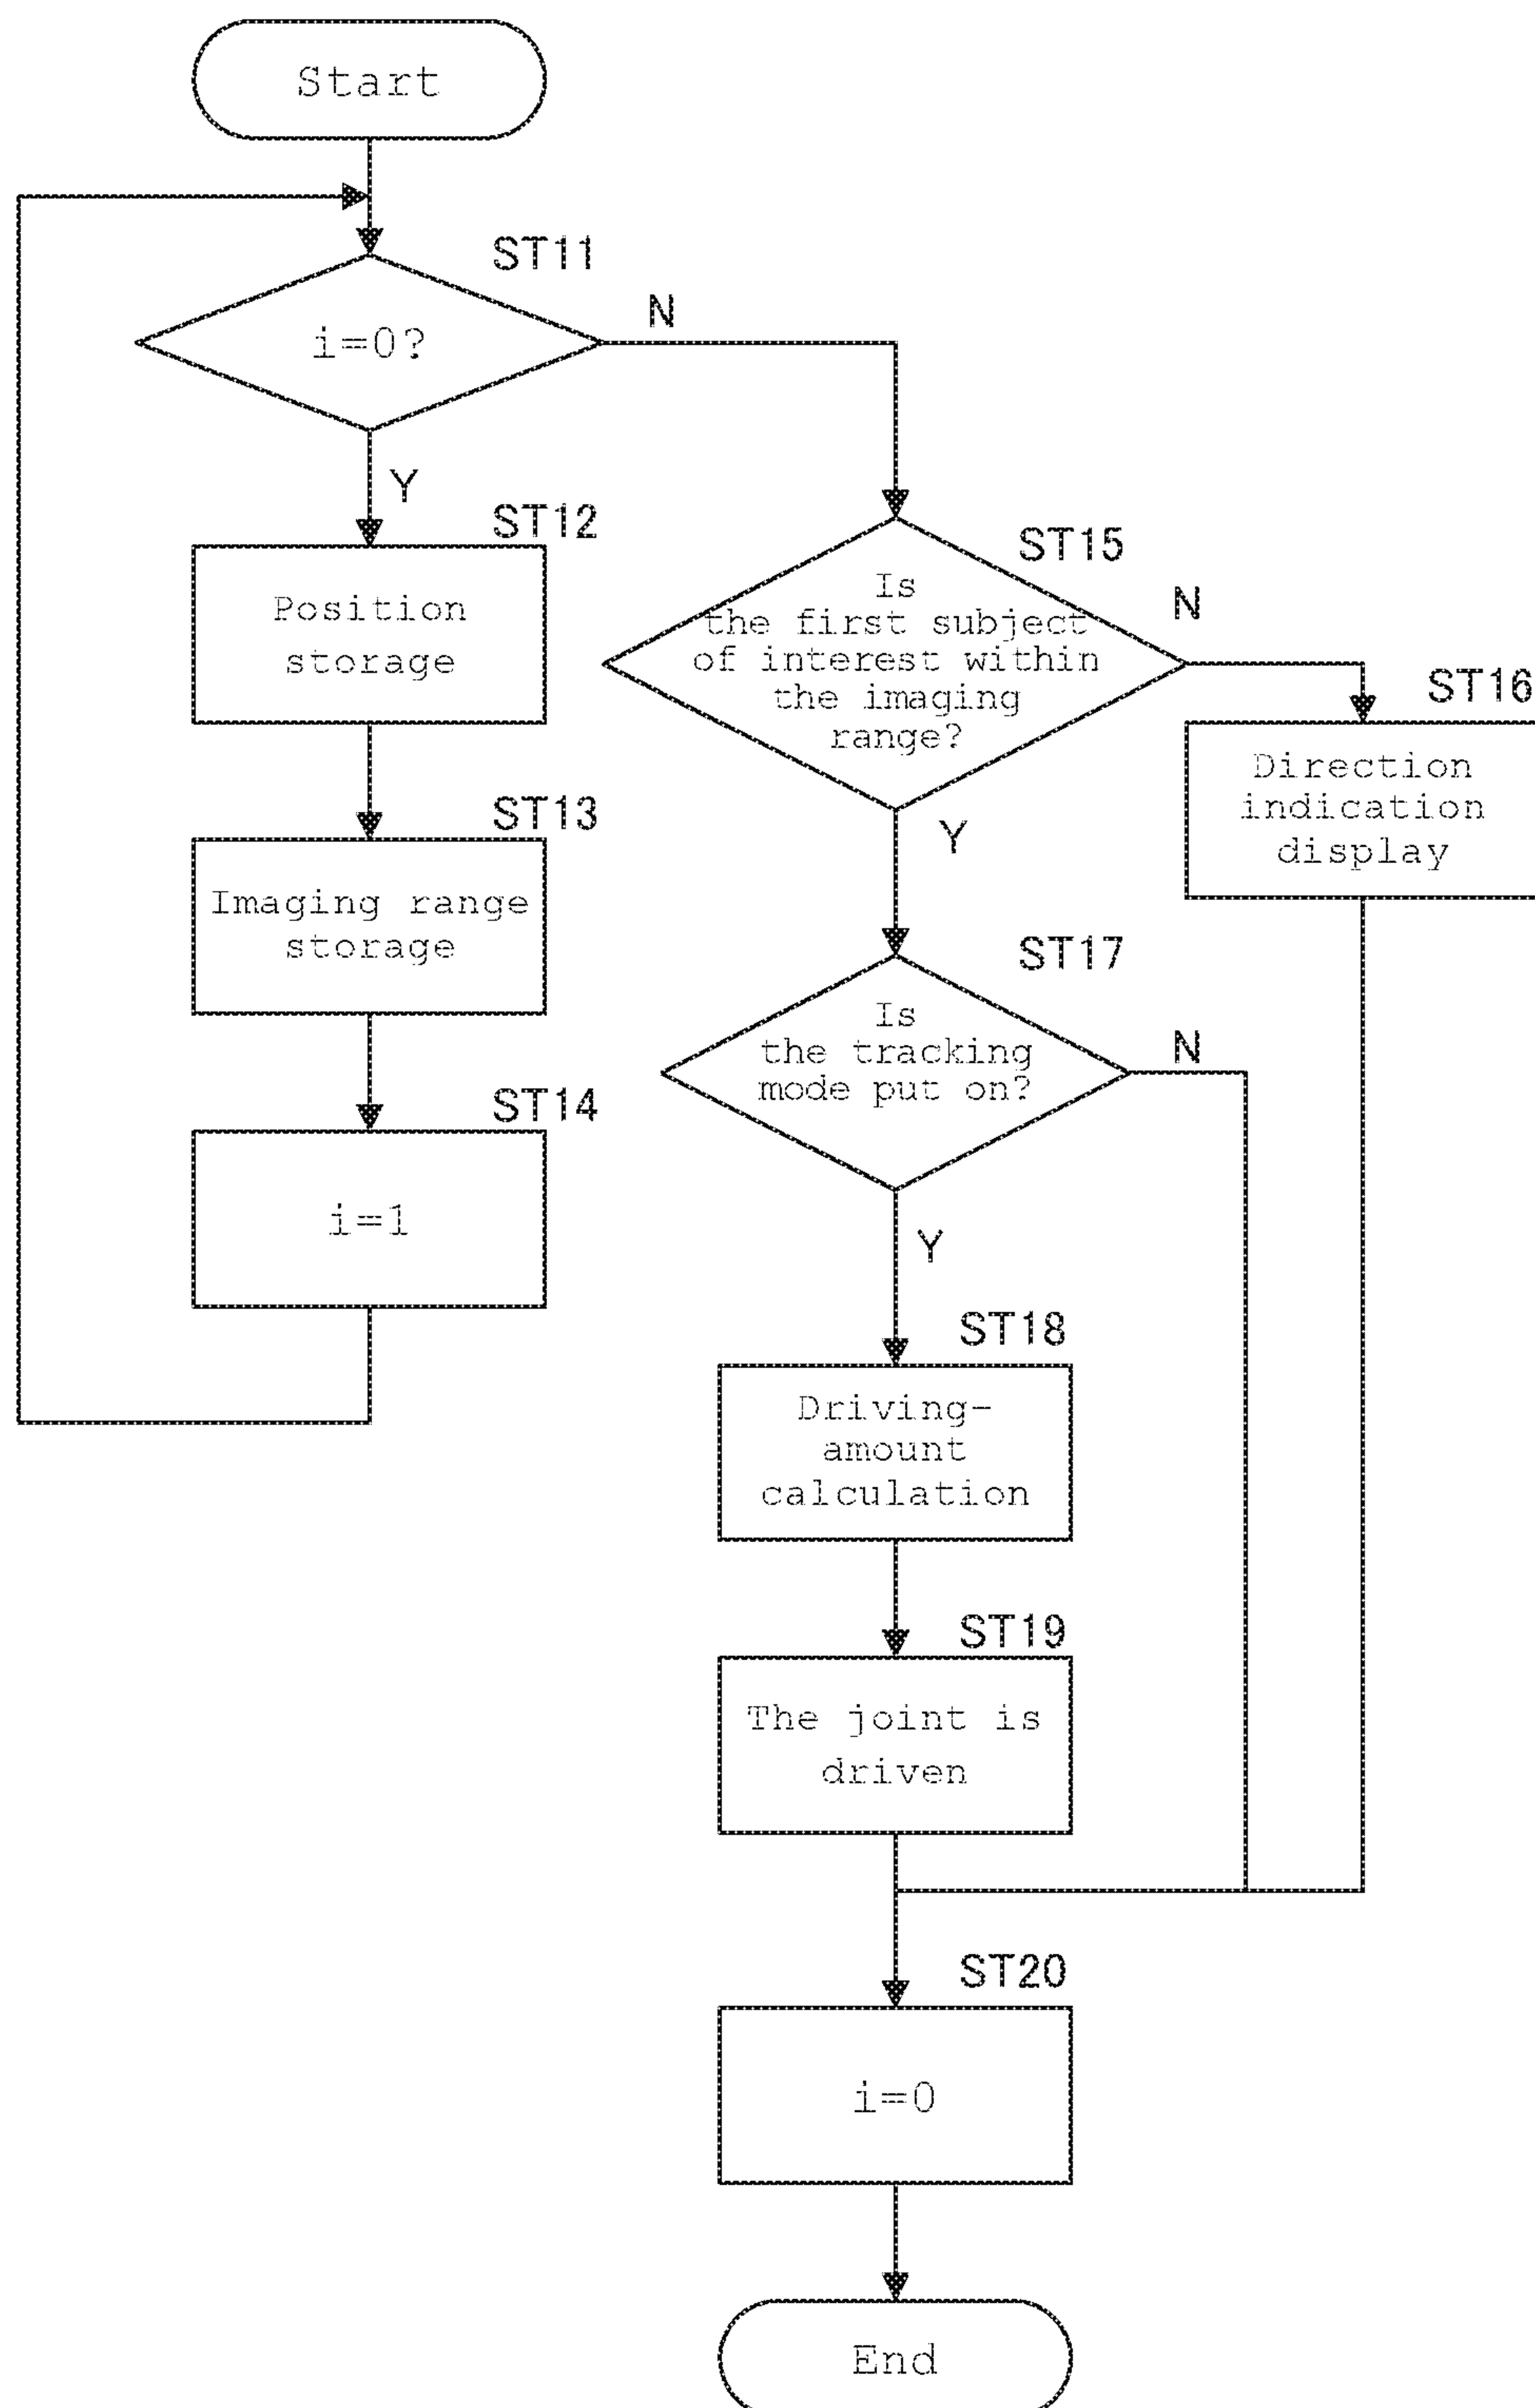 Start
ST11
i=0?
N
Y
ST12
Position
storage
ST13
Imaging range
storage
ST14
i=1
ST15
Is
the first subject
of interest within
the imaging
range?
N
Y
ST16
Direction
indication
display
ST17
Is
the tracking
mode put on?
N
Y
ST18
Driving-
amount
calculation
ST19
The joint is
driven
ST20
i=0
End